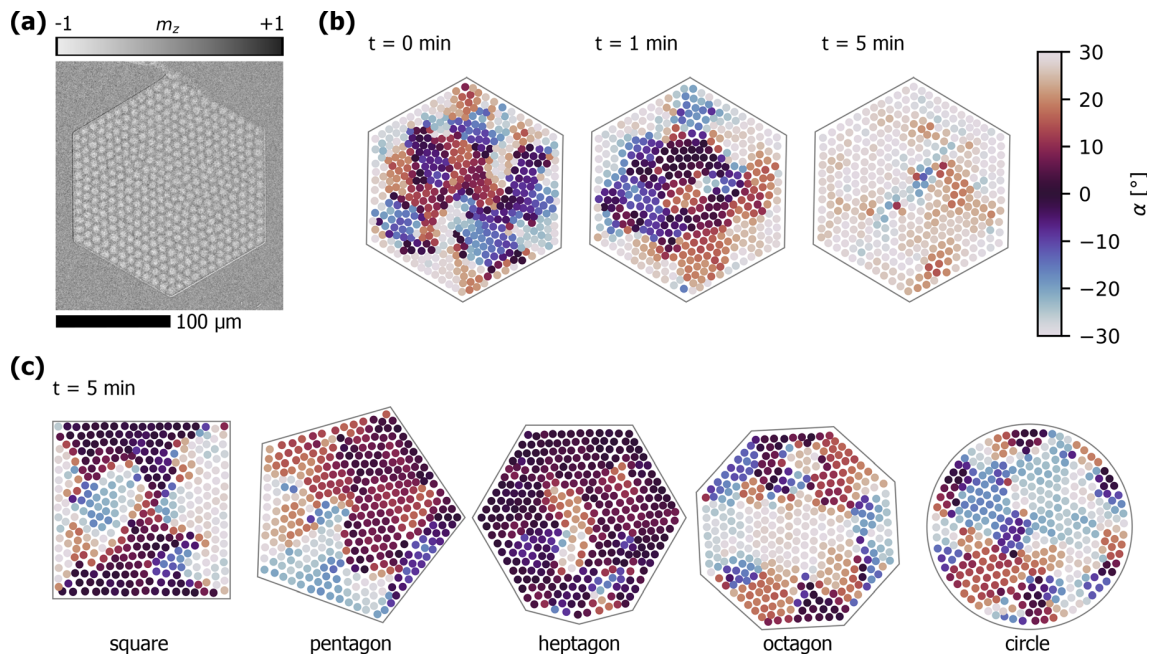 (a)
-1 m_z +1
100 µm
(b)
t = 0 min
t = 1 min
t = 5 min
30
20
10
0
−10
−20
−30
α [°]
(c)
t = 5 min
square
pentagon
heptagon
octagon
circle